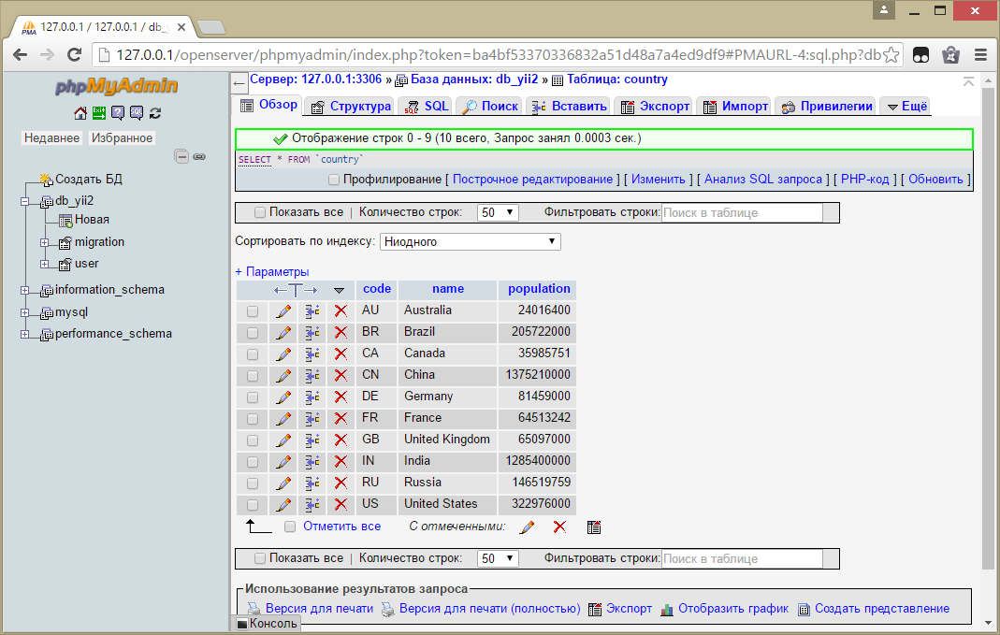 127.0.0.1 / 127.0.0.1 / db_
127.0.0.1/openserver/phpmyadmin/index.php?token=ba4bf53370336832a51d48a7a4ed9df9#PMAURL-4:sql.php?db
phpMyAdmin
Недавнее Избранное
Создать БД
db_yii2
Новая
migration
user
information_schema
mysql
performance_schema
Сервер: 127.0.0.1:3306 » База данных: db_yii2 » Таблица: country
Обзор Структура SQL Поиск Вставить Экспорт Импорт Привилегии Ещё
Отображение строк 0 - 9 (10 всего, Запрос занял 0.0003 сек.)
SELECT * FROM `country`
Профилирование [ Построчное редактирование ] [ Изменить ] [ Анализ SQL запроса ] [ PHP-код ] [ Обновить ]
Показать все | Количество строк: 50 Фильтровать строки: Поиск в таблице
Сортировать по индексу: Ниодного
+ Параметры
←T→ code name population
AU Australia 24016400
BR Brazil 205722000
CA Canada 35985751
CN China 1375210000
DE Germany 81459000
FR France 64513242
GB United Kingdom 65097000
IN India 1285400000
RU Russia 146519759
US United States 322976000
Отметить все С отмеченными:
Показать все | Количество строк: 50 Фильтровать строки: Поиск в таблице
Использование результатов запроса
Версия для печати Версия для печати (полностью) Экспорт Отобразить график Создать представление
Консоль